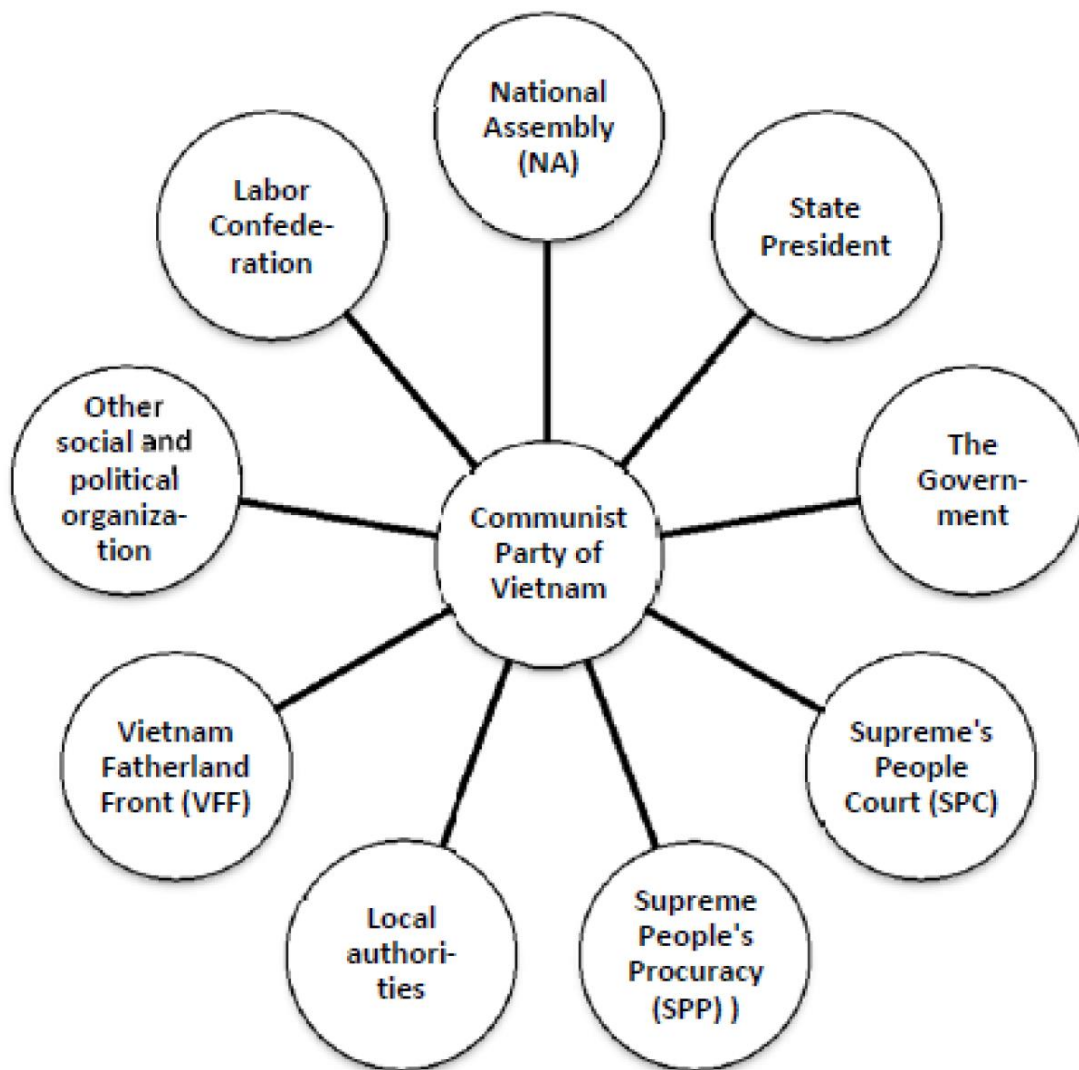 National
Assembly
(NA)
State
President
The
Govern-
ment
Supreme's
People
Court (SPC)
Supreme
People's
Procuracy
(SPP) )
Local
authori-
ties
Vietnam
Fatherland
Front (VFF)
Other
social and
political
organiza-
tion
Labor
Confede-
ration
Communist
Party of
Vietnam